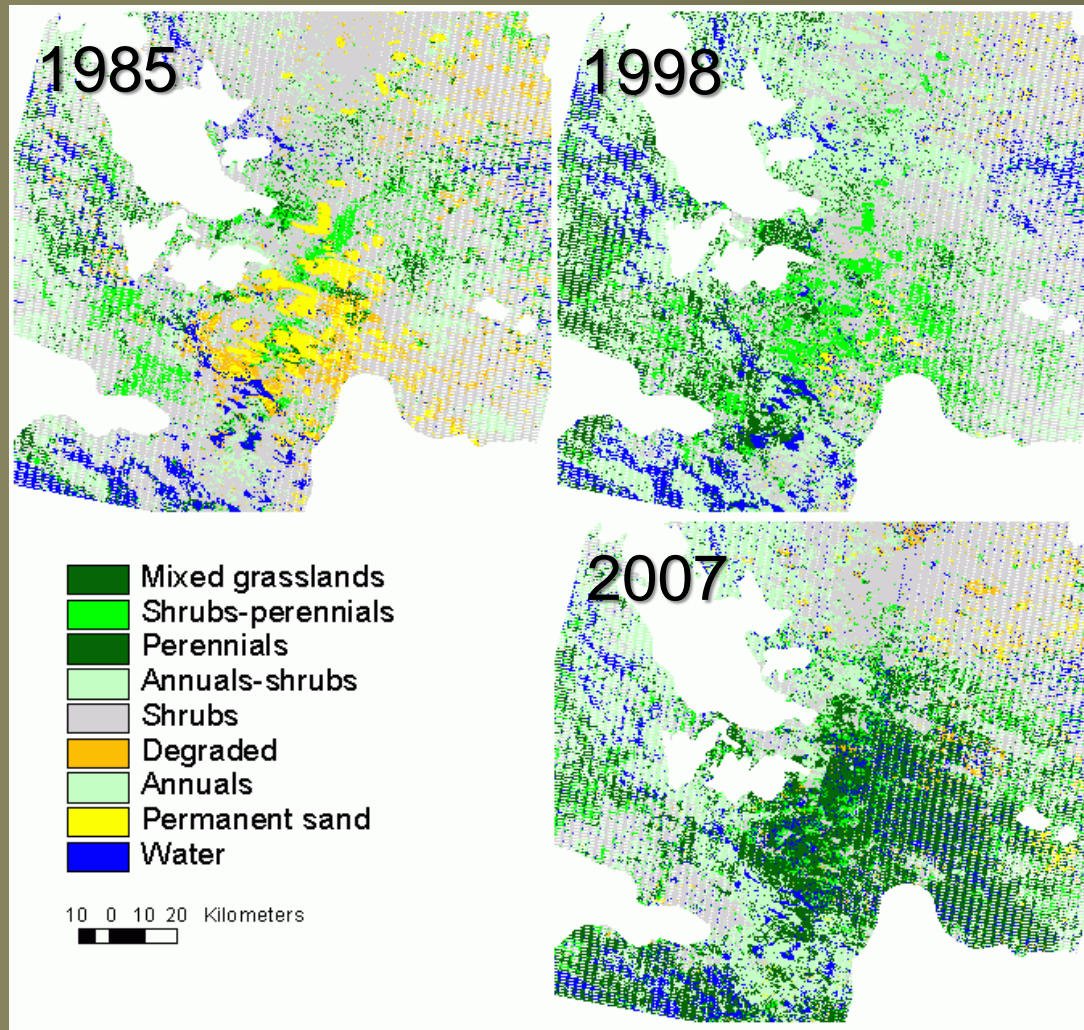 1985
1998
2007
Mixed grasslands
Shrubs-perennials
Perennials
Annuals-shrubs
Shrubs
Degraded
Annuals
Permanent sand
Water
10 0 10 20 Kilometers